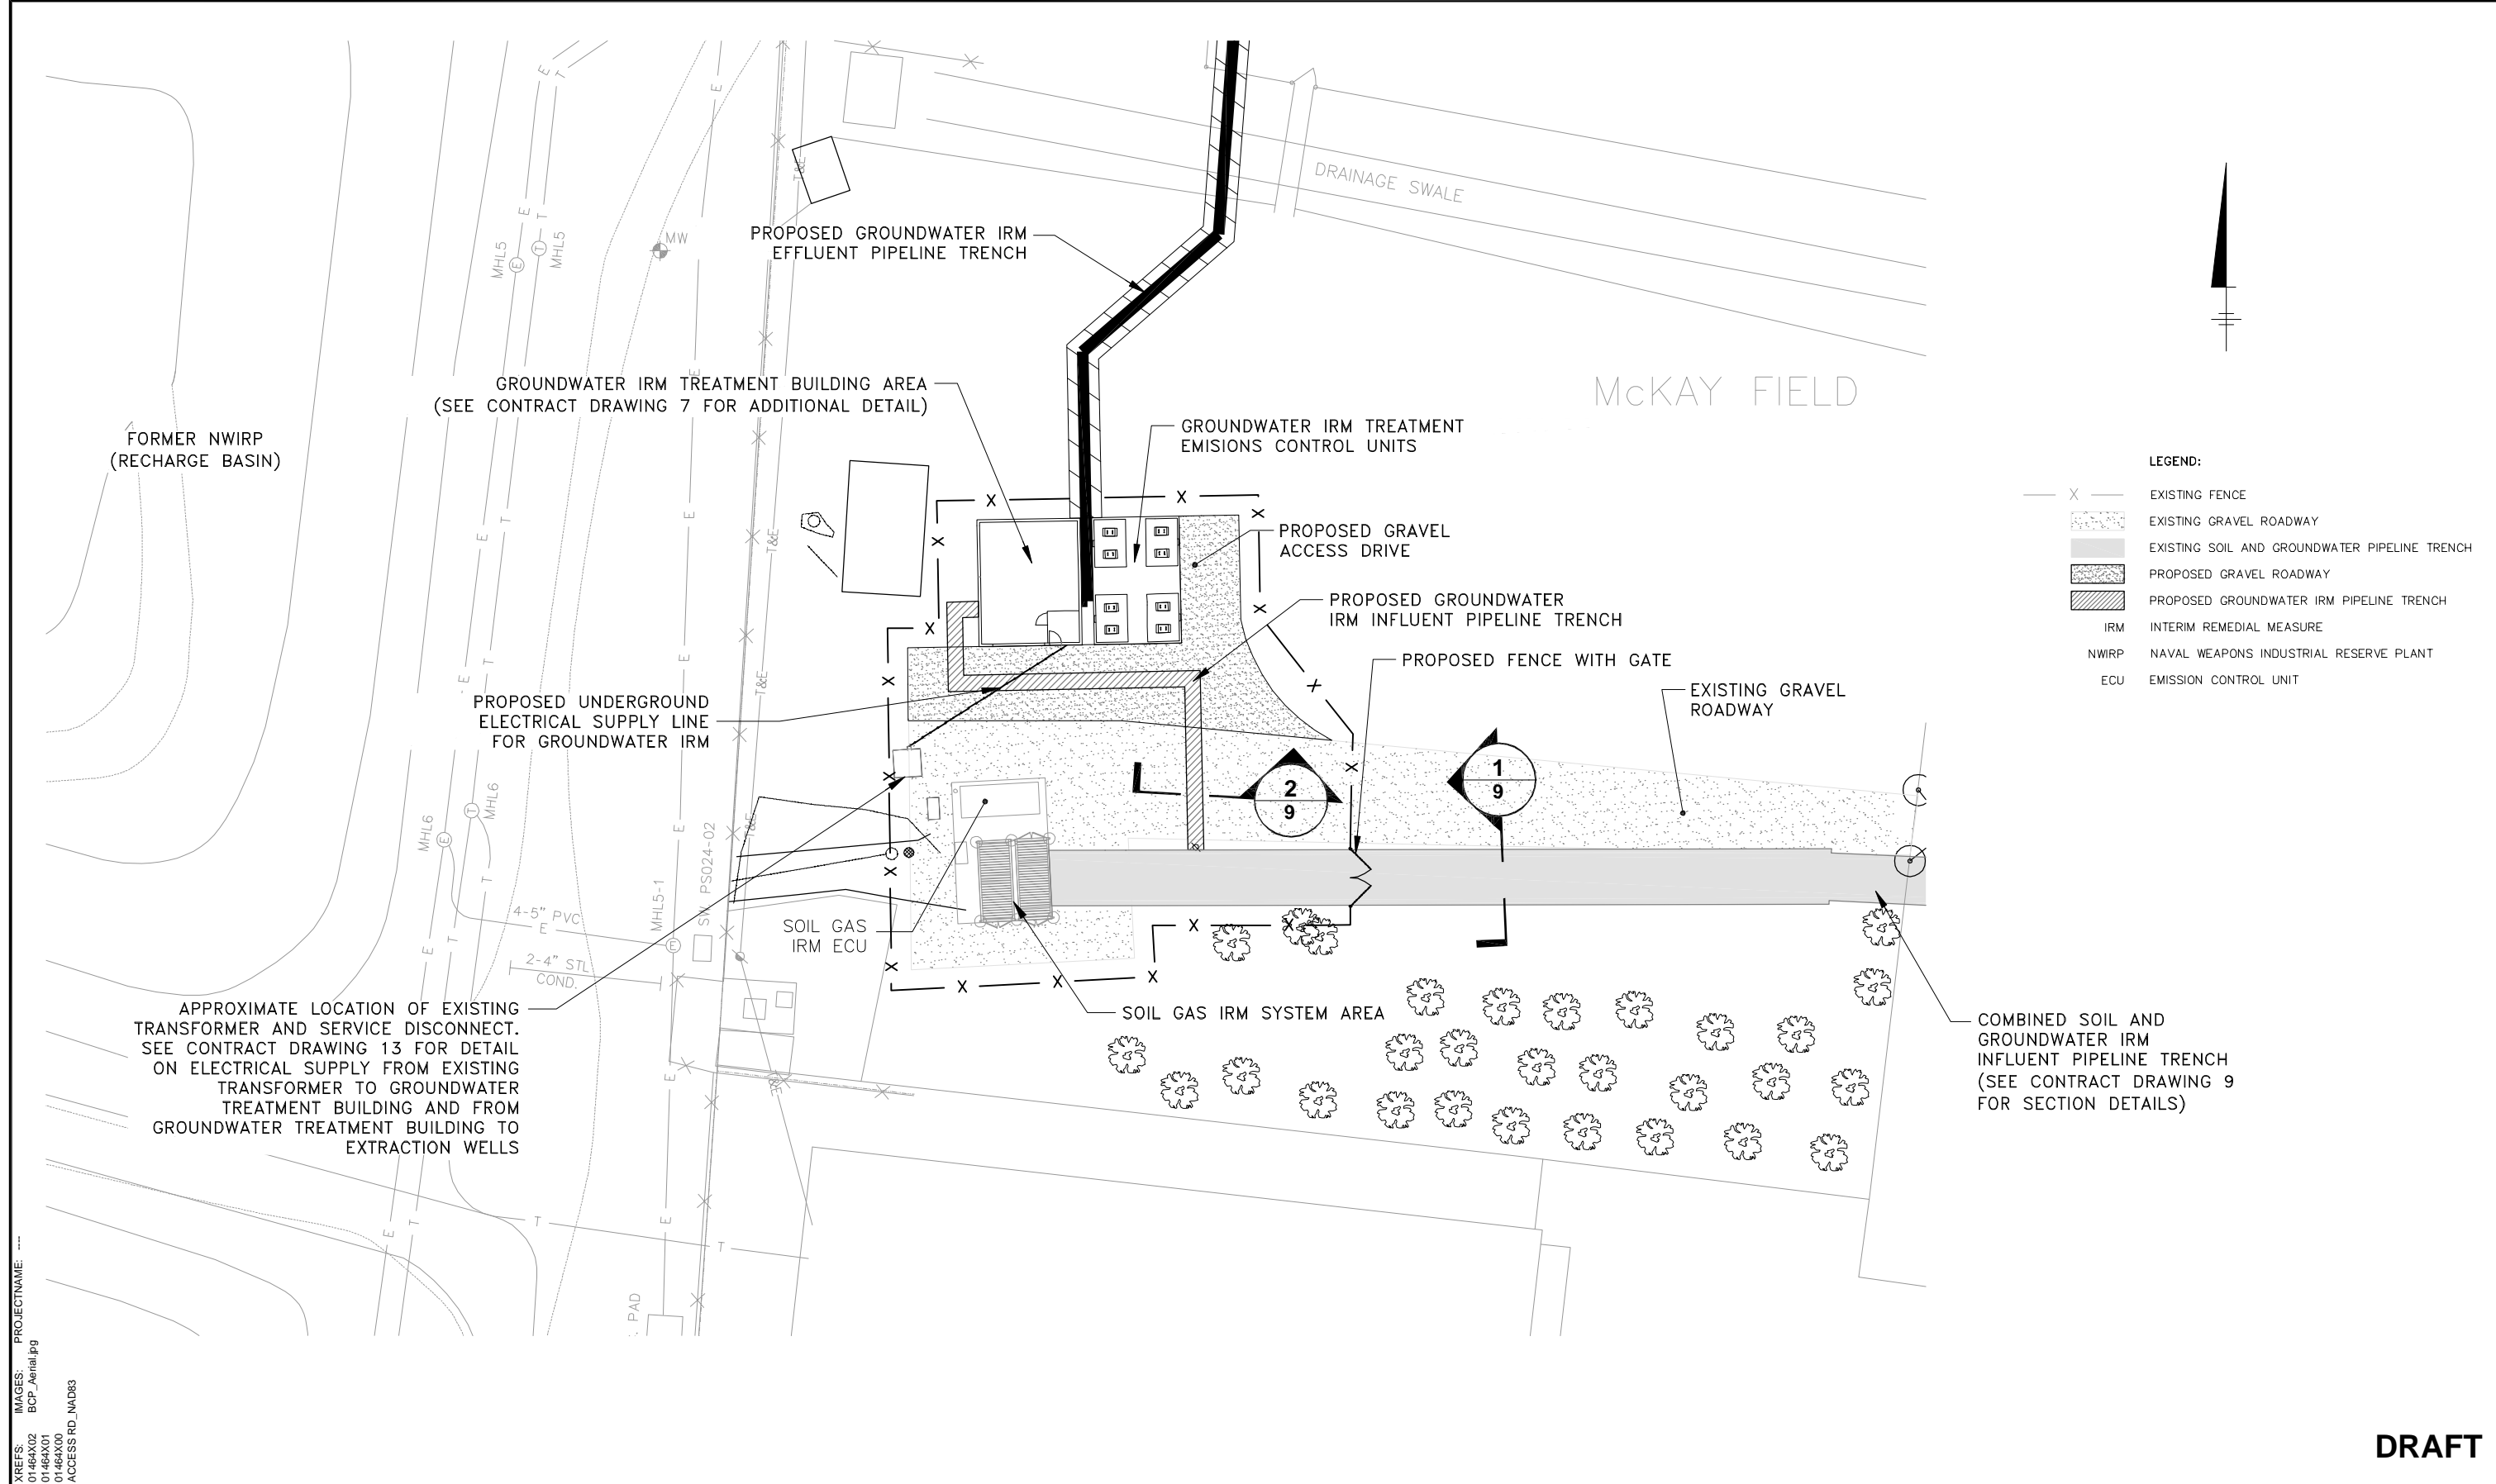 DRAINAGE SWALE
MW
MHL5
MHL5
T&E
PROPOSED GROUNDWATER IRM
EFFLUENT PIPELINE TRENCH
McKAY FIELD
GROUNDWATER IRM TREATMENT BUILDING AREA
(SEE CONTRACT DRAWING 7 FOR ADDITIONAL DETAIL)
FORMER NWIRP
(RECHARGE BASIN)
GROUNDWATER IRM TREATMENT
EMISIONS CONTROL UNITS
PROPOSED GRAVEL
ACCESS DRIVE
T&E
PROPOSED GROUNDWATER
IRM INFLUENT PIPELINE TRENCH
PROPOSED FENCE WITH GATE
T&E
PROPOSED UNDERGROUND
ELECTRICAL SUPPLY LINE
FOR GROUNDWATER IRM
EXISTING GRAVEL
ROADWAY
LEGEND:
X EXISTING FENCE
EXISTING GRAVEL ROADWAY
EXISTING SOIL AND GROUNDWATER PIPELINE TRENCH
PROPOSED GRAVEL ROADWAY
PROPOSED GROUNDWATER IRM PIPELINE TRENCH
IRM INTERIM REMEDIAL MEASURE
NWIRP NAVAL WEAPONS INDUSTRIAL RESERVE PLANT
ECU EMISSION CONTROL UNIT
2
9
1
9
MHL6
MHL6
T&E
SW PS024-02
MHL5-1
4-5" PVC
E
2-4" STL
COND.
SOIL GAS
IRM ECU
SOIL GAS IRM SYSTEM AREA
APPROXIMATE LOCATION OF EXISTING
TRANSFORMER AND SERVICE DISCONNECT.
SEE CONTRACT DRAWING 13 FOR DETAIL
ON ELECTRICAL SUPPLY FROM EXISTING
TRANSFORMER TO GROUNDWATER
TREATMENT BUILDING AND FROM
GROUNDWATER TREATMENT BUILDING TO
EXTRACTION WELLS
COMBINED SOIL AND
GROUNDWATER IRM
INFLUENT PIPELINE TRENCH
(SEE CONTRACT DRAWING 9
FOR SECTION DETAILS)
PAD
XREFS: IMAGES: PROJECTNAME: ---
01464X02 BCP_Aerial.jpg
01464X01
01464X00
ACCESS RD_NAD83
DRAFT